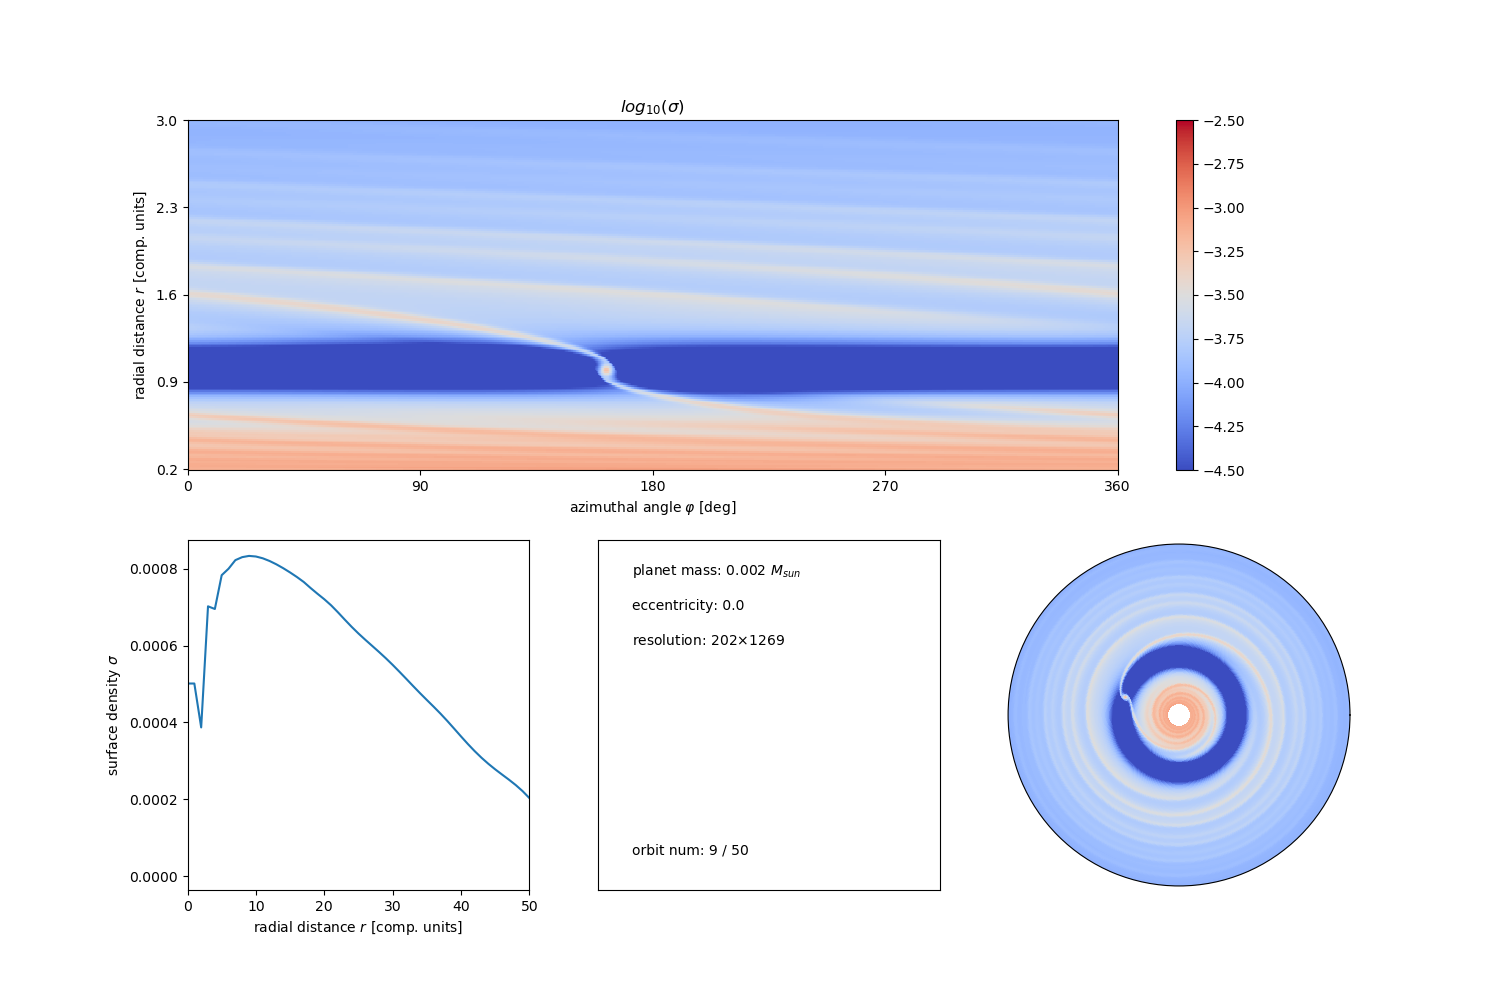 log₁₀(σ)
3.0
2.3
1.6
0.9
0.2
radial distance r [comp. units]
0 90 180 270 360
azimuthal angle φ [deg]
−2.50
−2.75
−3.00
−3.25
−3.50
−3.75
−4.00
−4.25
−4.50
0.0008
0.0006
0.0004
0.0002
0.0000
surface density σ
0 10 20 30 40 50
radial distance r [comp. units]
planet mass: 0.002 M_sun
eccentricity: 0.0
resolution: 202×1269
orbit num: 9 / 50